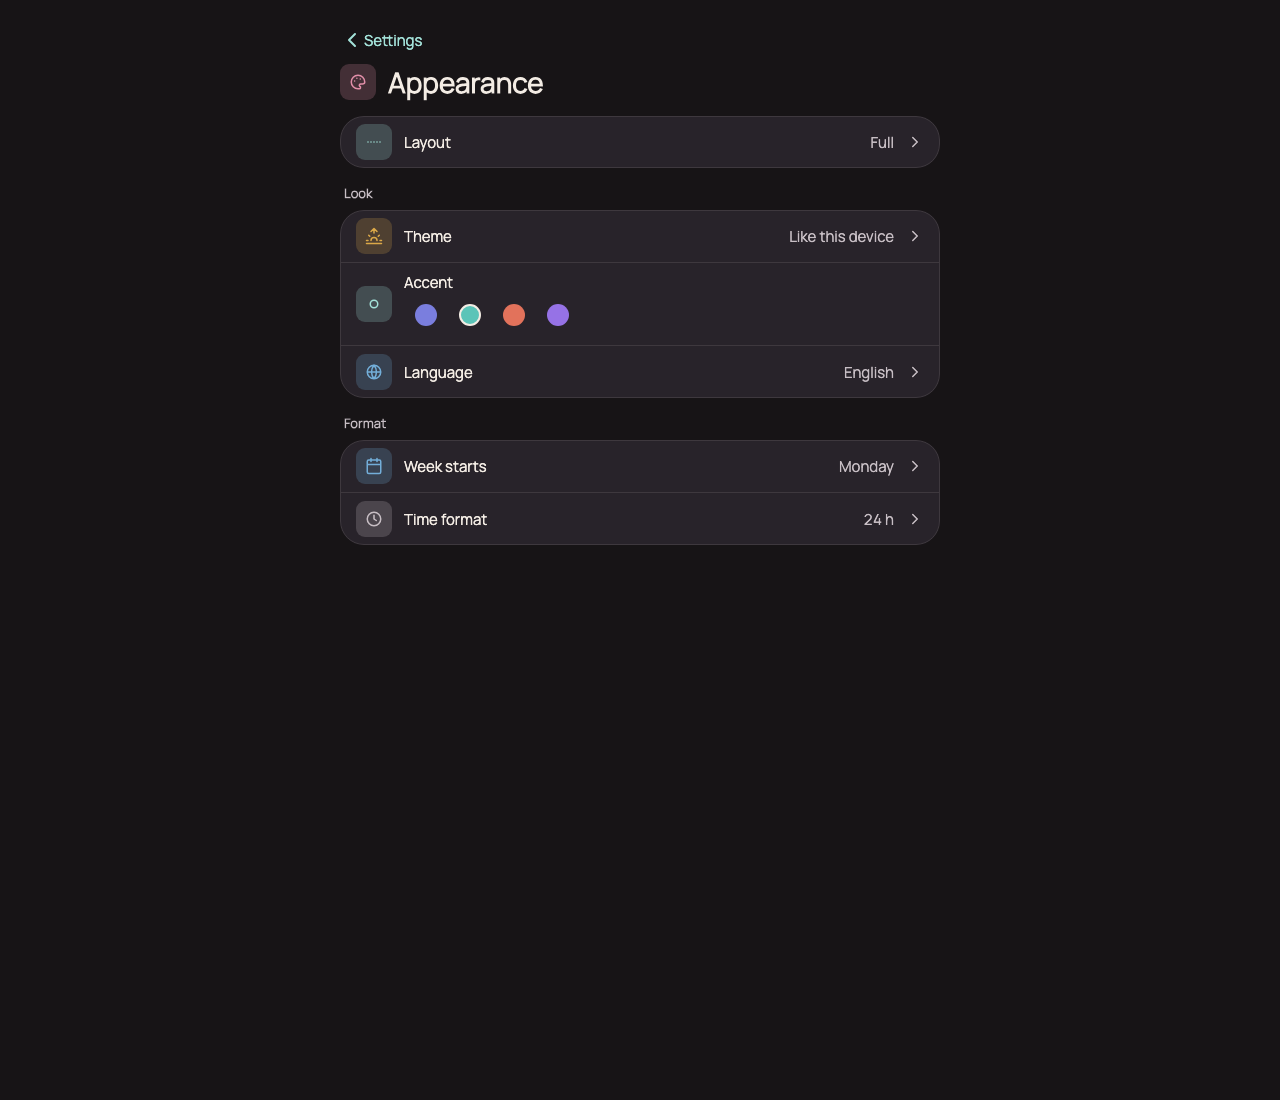 Settings
Appearance
Layout Full
Look
Theme Like this device
Accent
Language English
Format
Week starts Monday
Time format 24 h